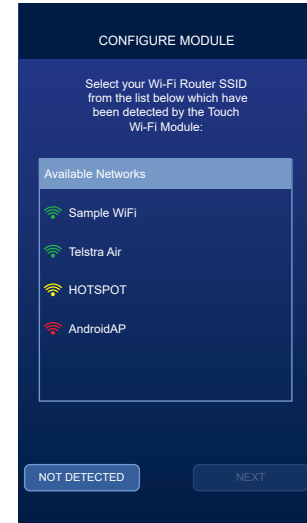 CONFIGURE MODULE
Select your Wi-Fi Router SSID
from the list below which have
been detected by the Touch
Wi-Fi Module:
Available Networks
Sample WiFi
Telstra Air
HOTSPOT
AndroidAP
NOT DETECTED
NEXT